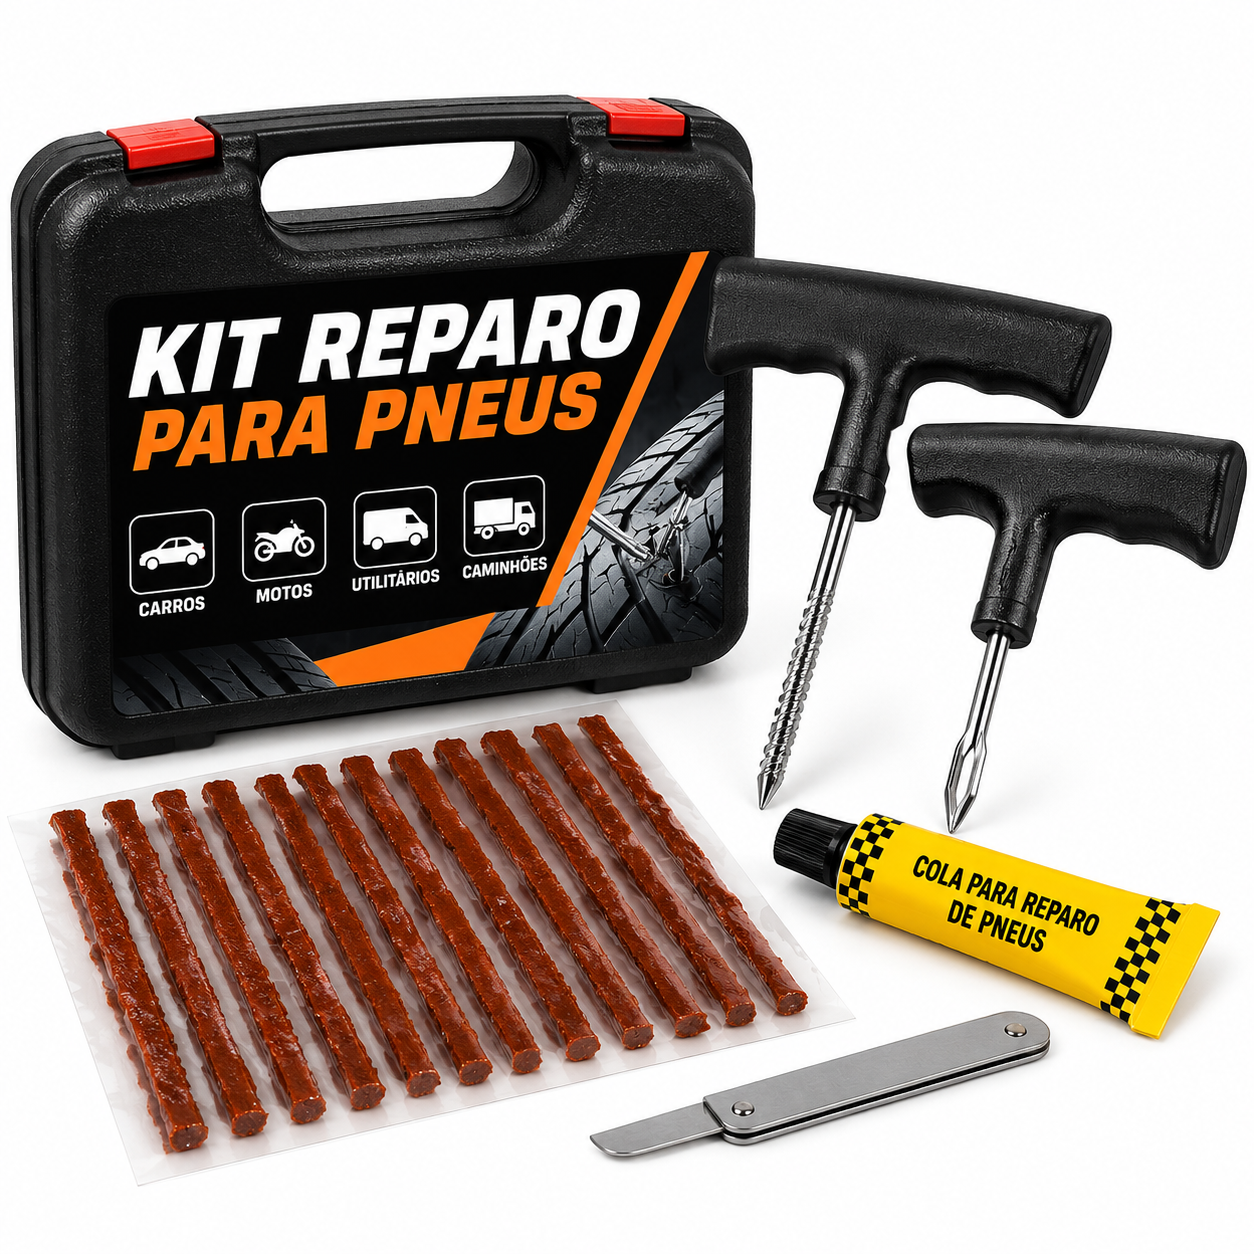 KIT REPARO
PARA PNEUS
CARROS
MOTOS
UTILITÁRIOS
CAMINHÕES
COLA PARA REPARO
DE PNEUS